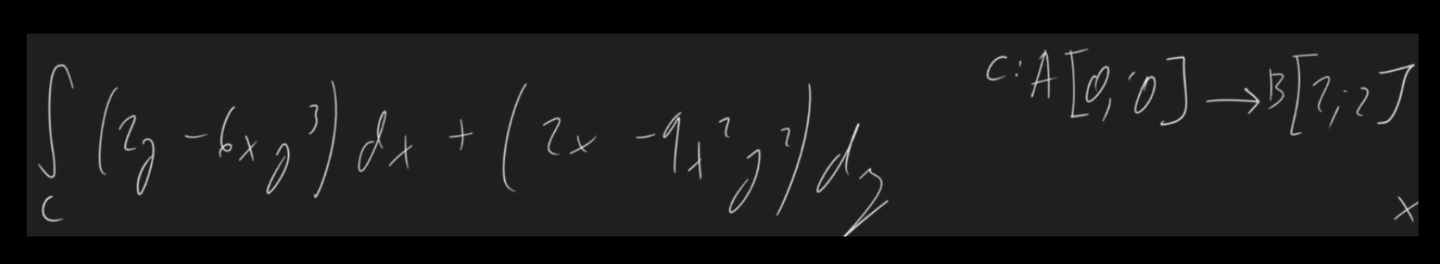 ∫_C (2y - 6xy³) dx + (2x - 9x²y²) dy   C: A[0;0] → B[2;2]
x